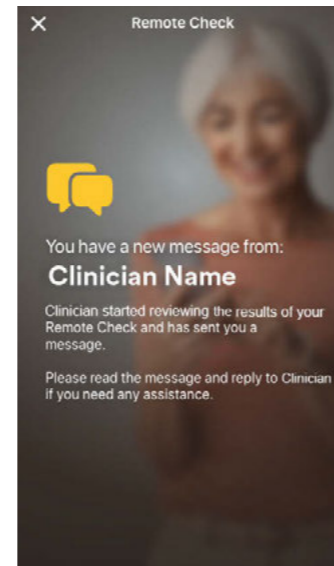 Remote Check
You have a new message from:
Clinician Name
Clinician started reviewing the results of your
Remote Check and has sent you a
message.
Please read the message and reply to Clinician
if you need any assistance.